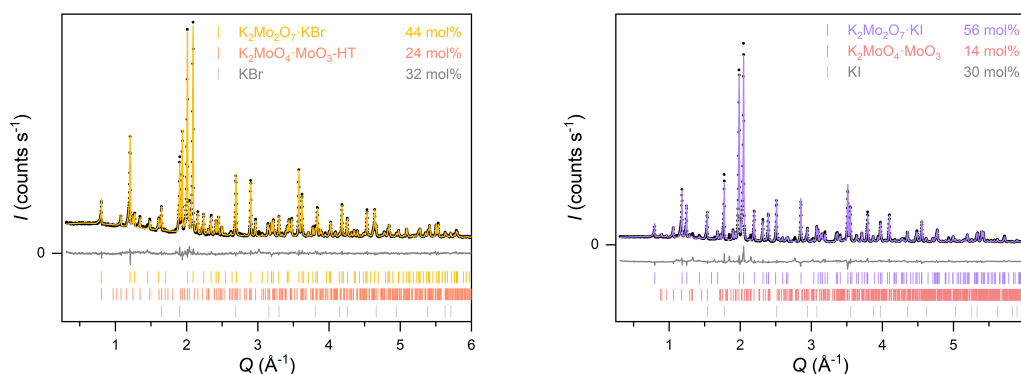 K₂Mo₂O₇·KBr 44 mol%
K₂MoO₄·MoO₃-HT 24 mol%
KBr 32 mol%
I (counts s⁻¹)
0
1 2 3 4 5 6
Q (Å⁻¹)
K₂Mo₂O₇·KI 56 mol%
K₂MoO₄·MoO₃ 14 mol%
KI 30 mol%
I (counts s⁻¹)
0
1 2 3 4 5
Q (Å⁻¹)